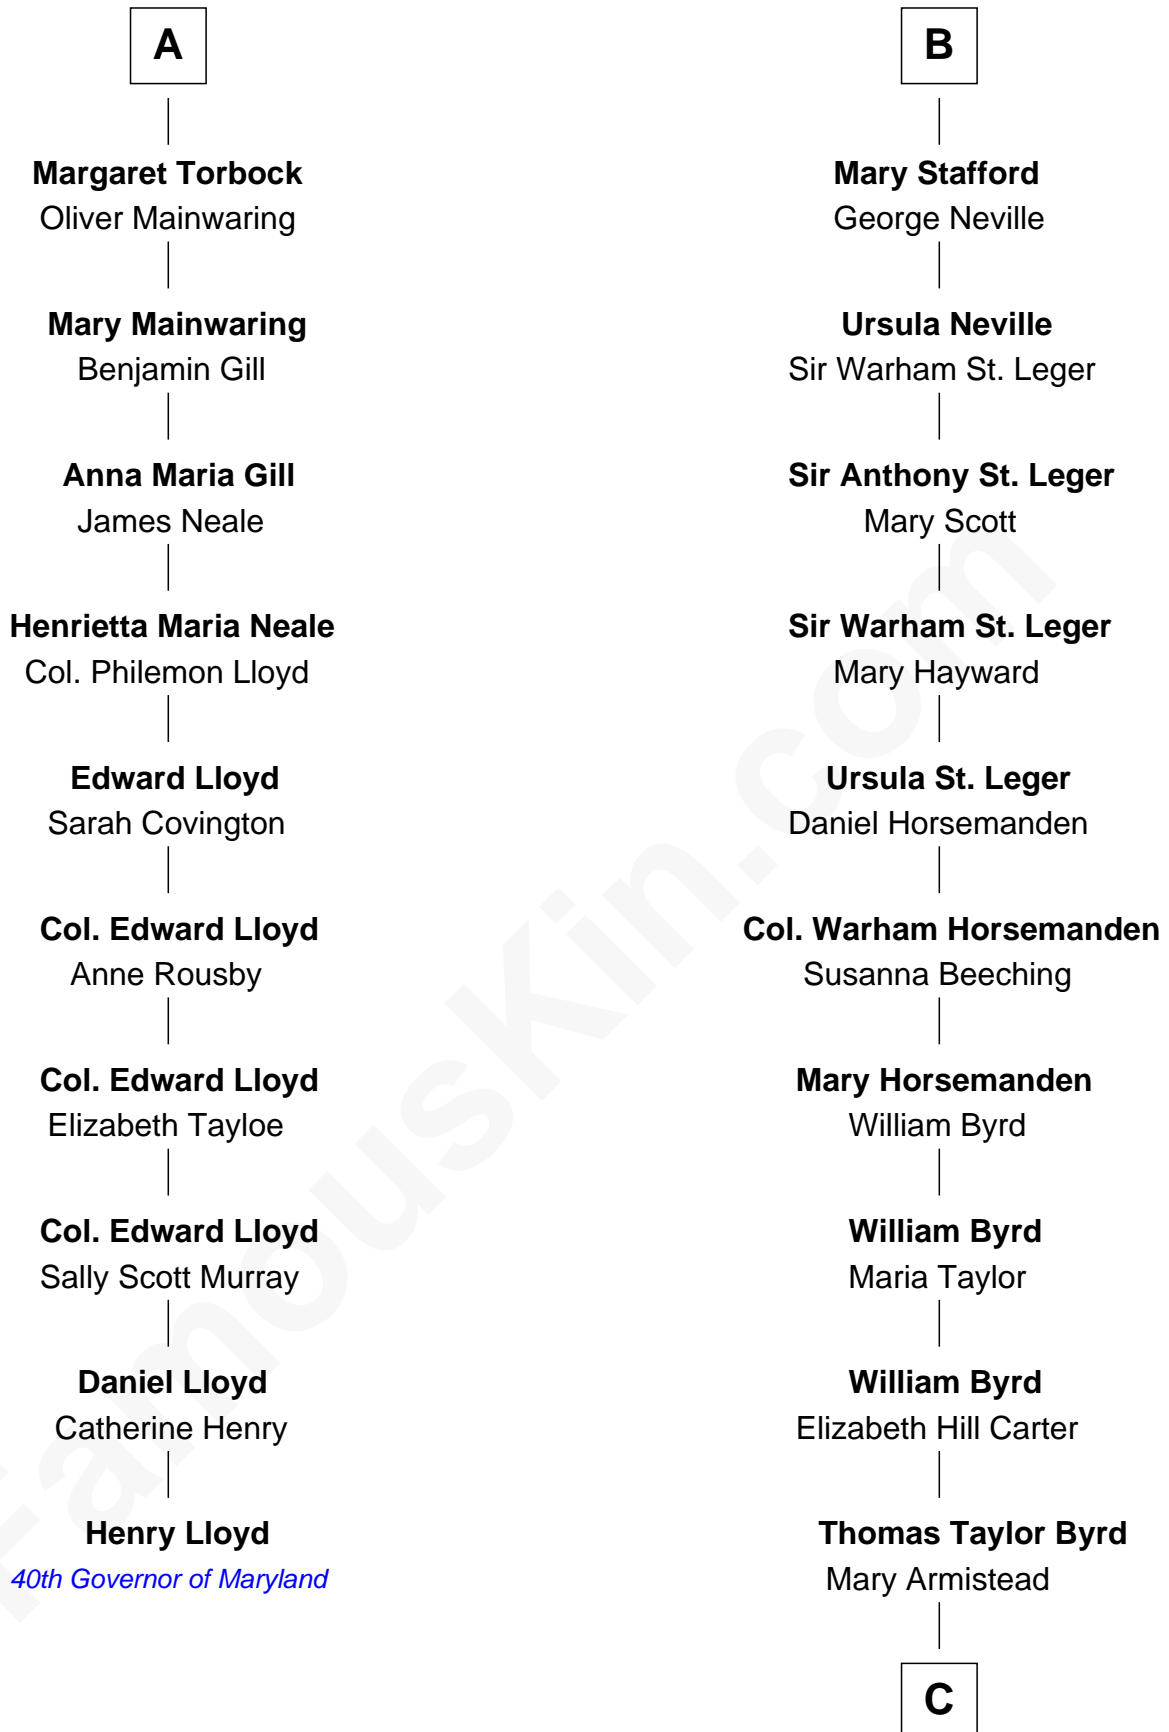 A
Margaret Torbock
Oliver Mainwaring
Mary Mainwaring
Benjamin Gill
Anna Maria Gill
James Neale
Henrietta Maria Neale
Col. Philemon Lloyd
Edward Lloyd
Sarah Covington
Col. Edward Lloyd
Anne Rousby
Col. Edward Lloyd
Elizabeth Tayloe
Col. Edward Lloyd
Sally Scott Murray
Daniel Lloyd
Catherine Henry
Henry Lloyd
40th Governor of Maryland
B
Mary Stafford
George Neville
Ursula Neville
Sir Warham St. Leger
Sir Anthony St. Leger
Mary Scott
Sir Warham St. Leger
Mary Hayward
Ursula St. Leger
Daniel Horsemanden
Col. Warham Horsemanden
Susanna Beeching
Mary Horsemanden
William Byrd
William Byrd
Maria Taylor
William Byrd
Elizabeth Hill Carter
Thomas Taylor Byrd
Mary Armistead
C
FamousKin.com